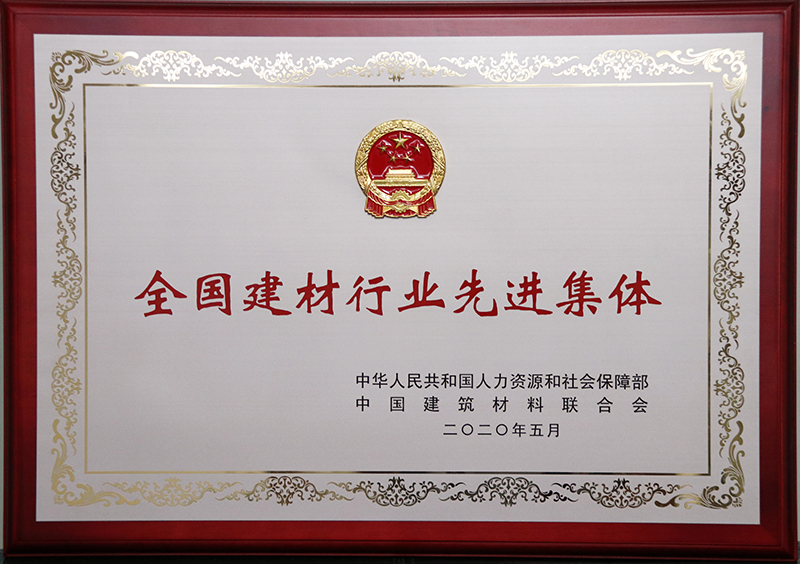 全国建材行业先进集体
中华人民共和国人力资源和社会保障部
中国建筑材料联合会
二〇二〇年五月